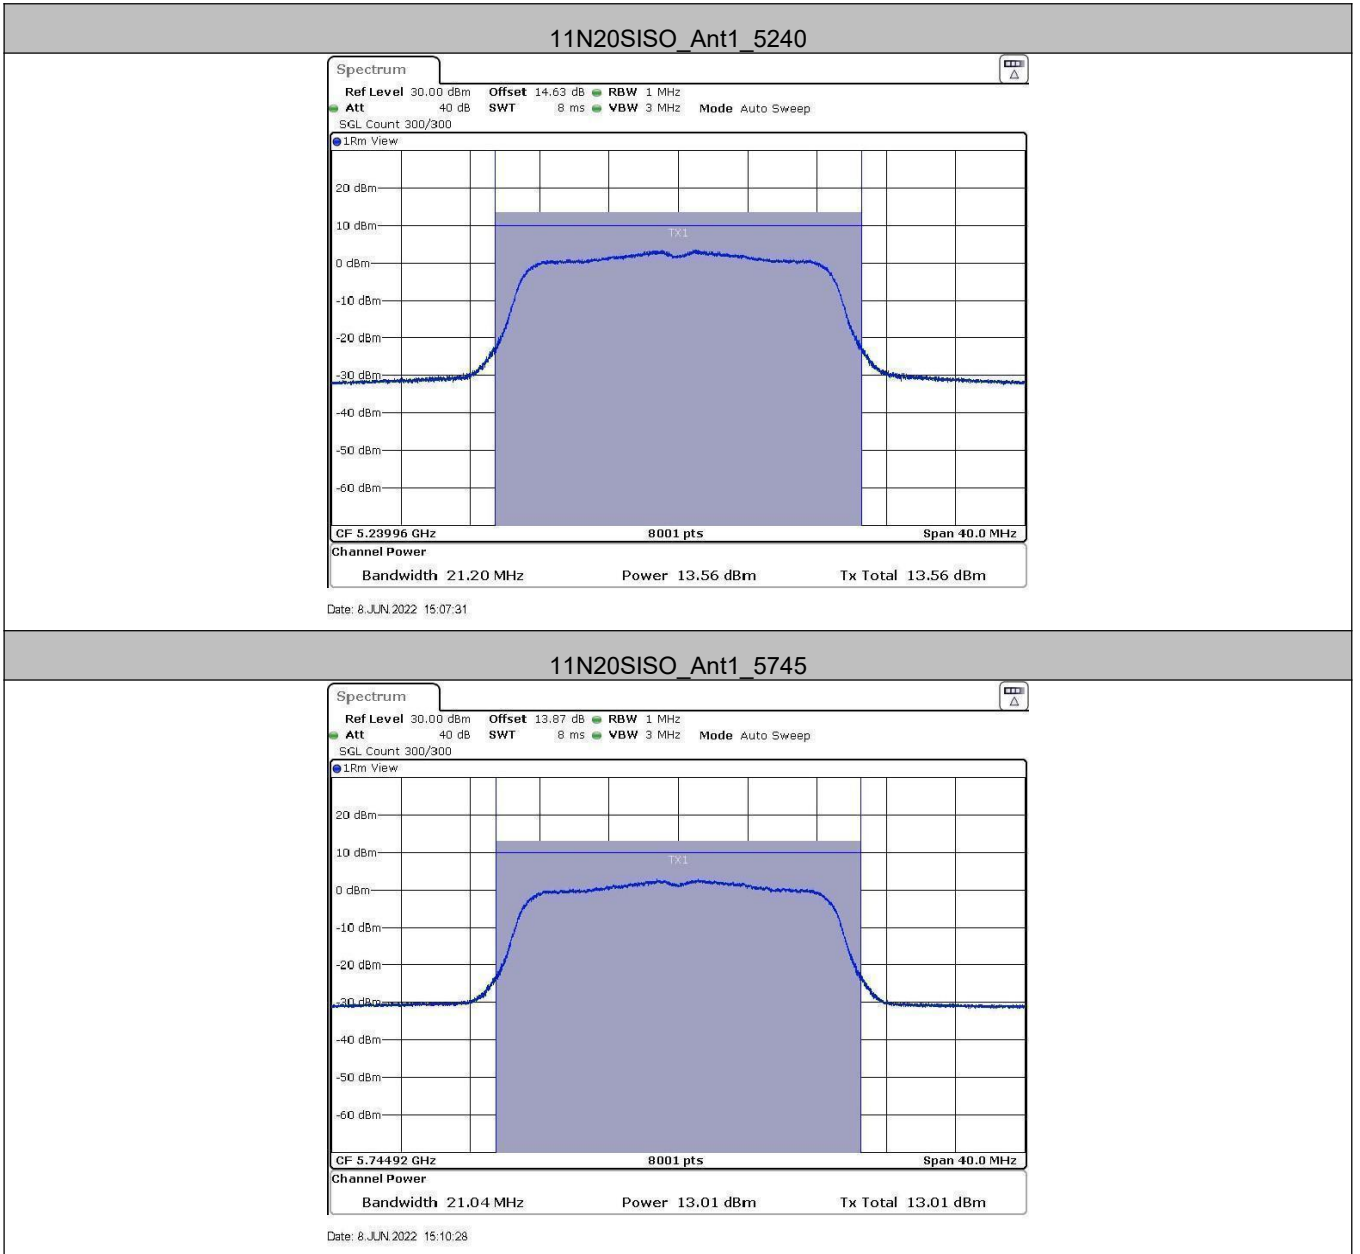 11N20SISO_Ant1_5240
Spectrum
Ref Level 30.00 dBm Offset 14.63 dB RBW 1 MHz
Att 40 dB SWT 8 ms VBW 3 MHz Mode Auto Sweep
SGL Count 300/300
1Rm View
20 dBm
10 dBm
TX1
0 dBm
-10 dBm
-20 dBm
-30 dBm
-40 dBm
-50 dBm
-60 dBm
CF 5.23996 GHz 8001 pts Span 40.0 MHz
Channel Power
Bandwidth 21.20 MHz Power 13.56 dBm Tx Total 13.56 dBm
Date: 8.JUN.2022 15:07:31
11N20SISO_Ant1_5745
Spectrum
Ref Level 30.00 dBm Offset 13.87 dB RBW 1 MHz
Att 40 dB SWT 8 ms VBW 3 MHz Mode Auto Sweep
SGL Count 300/300
1Rm View
20 dBm
10 dBm
TX1
0 dBm
-10 dBm
-20 dBm
-30 dBm
-40 dBm
-50 dBm
-60 dBm
CF 5.74492 GHz 8001 pts Span 40.0 MHz
Channel Power
Bandwidth 21.04 MHz Power 13.01 dBm Tx Total 13.01 dBm
Date: 8.JUN.2022 15:10:28